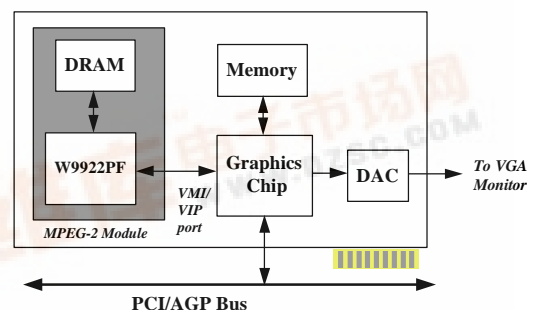 DRAM
Memory
W9922PF
VMI/
VIP
port
Graphics
Chip
DAC
To VGA
Monitor
MPEG-2 Module
PCI/AGP Bus